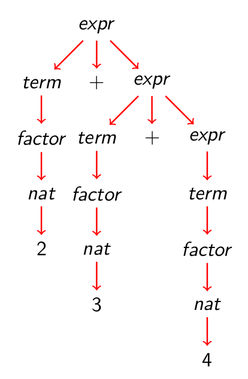 expr
term + expr
factor term + expr
nat factor term
2 nat factor
3 nat
4